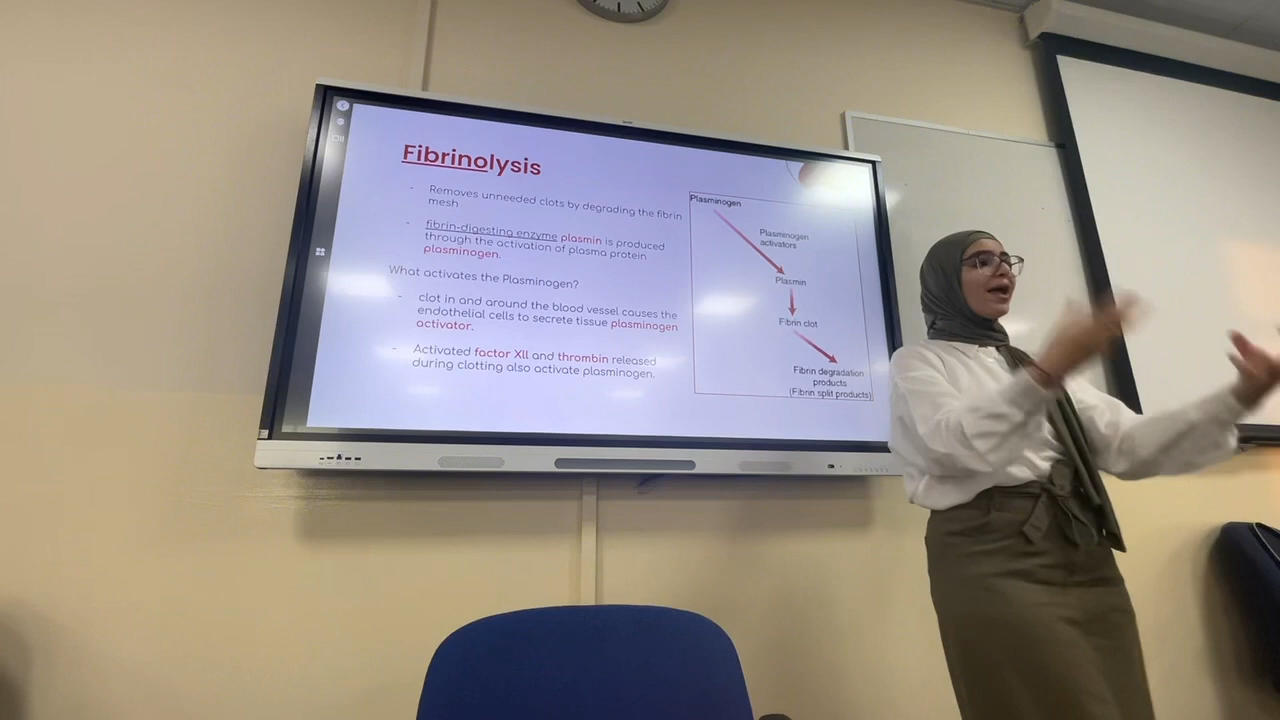 Fibrinolysis
- Removes unneeded clots by degrading the fibrin
mesh
- fibrin-digesting enzyme plasmin is produced
through the activation of plasma protein
plasminogen.
What activates the Plasminogen?
- clot in and around the blood vessel causes the
endothelial cells to secrete tissue plasminogen
activator.
- Activated factor XII and thrombin released
during clotting also activate plasminogen.
Plasminogen
Plasminogen
activators
Plasmin
Fibrin clot
Fibrin degradation
products
(Fibrin split products)